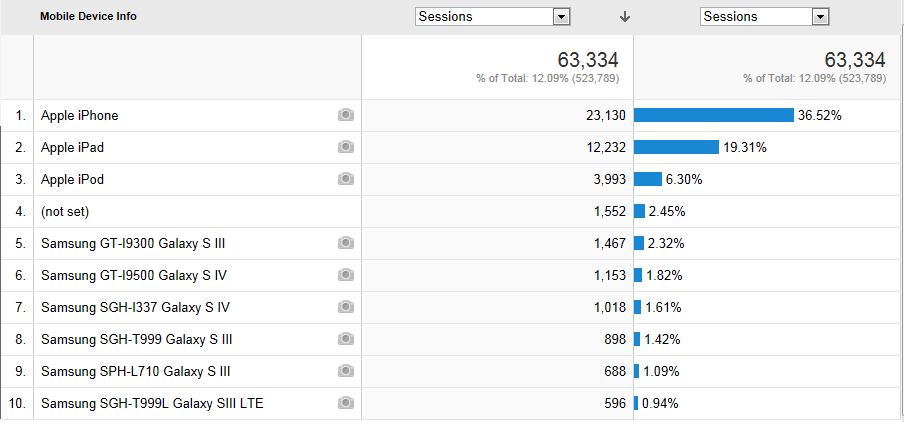 Mobile Device Info Sessions Sessions
63,334 63,334
% of Total: 12.09% (523,789) % of Total: 12.09% (523,789)
1. Apple iPhone 23,130 36.52%
2. Apple iPad 12,232 19.31%
3. Apple iPod 3,993 6.30%
4. (not set) 1,552 2.45%
5. Samsung GT-I9300 Galaxy S III 1,467 2.32%
6. Samsung GT-I9500 Galaxy S IV 1,153 1.82%
7. Samsung SGH-I337 Galaxy S IV 1,018 1.61%
8. Samsung SGH-T999 Galaxy S III 898 1.42%
9. Samsung SPH-L710 Galaxy S III 688 1.09%
10. Samsung SGH-T999L Galaxy SIII LTE 596 0.94%